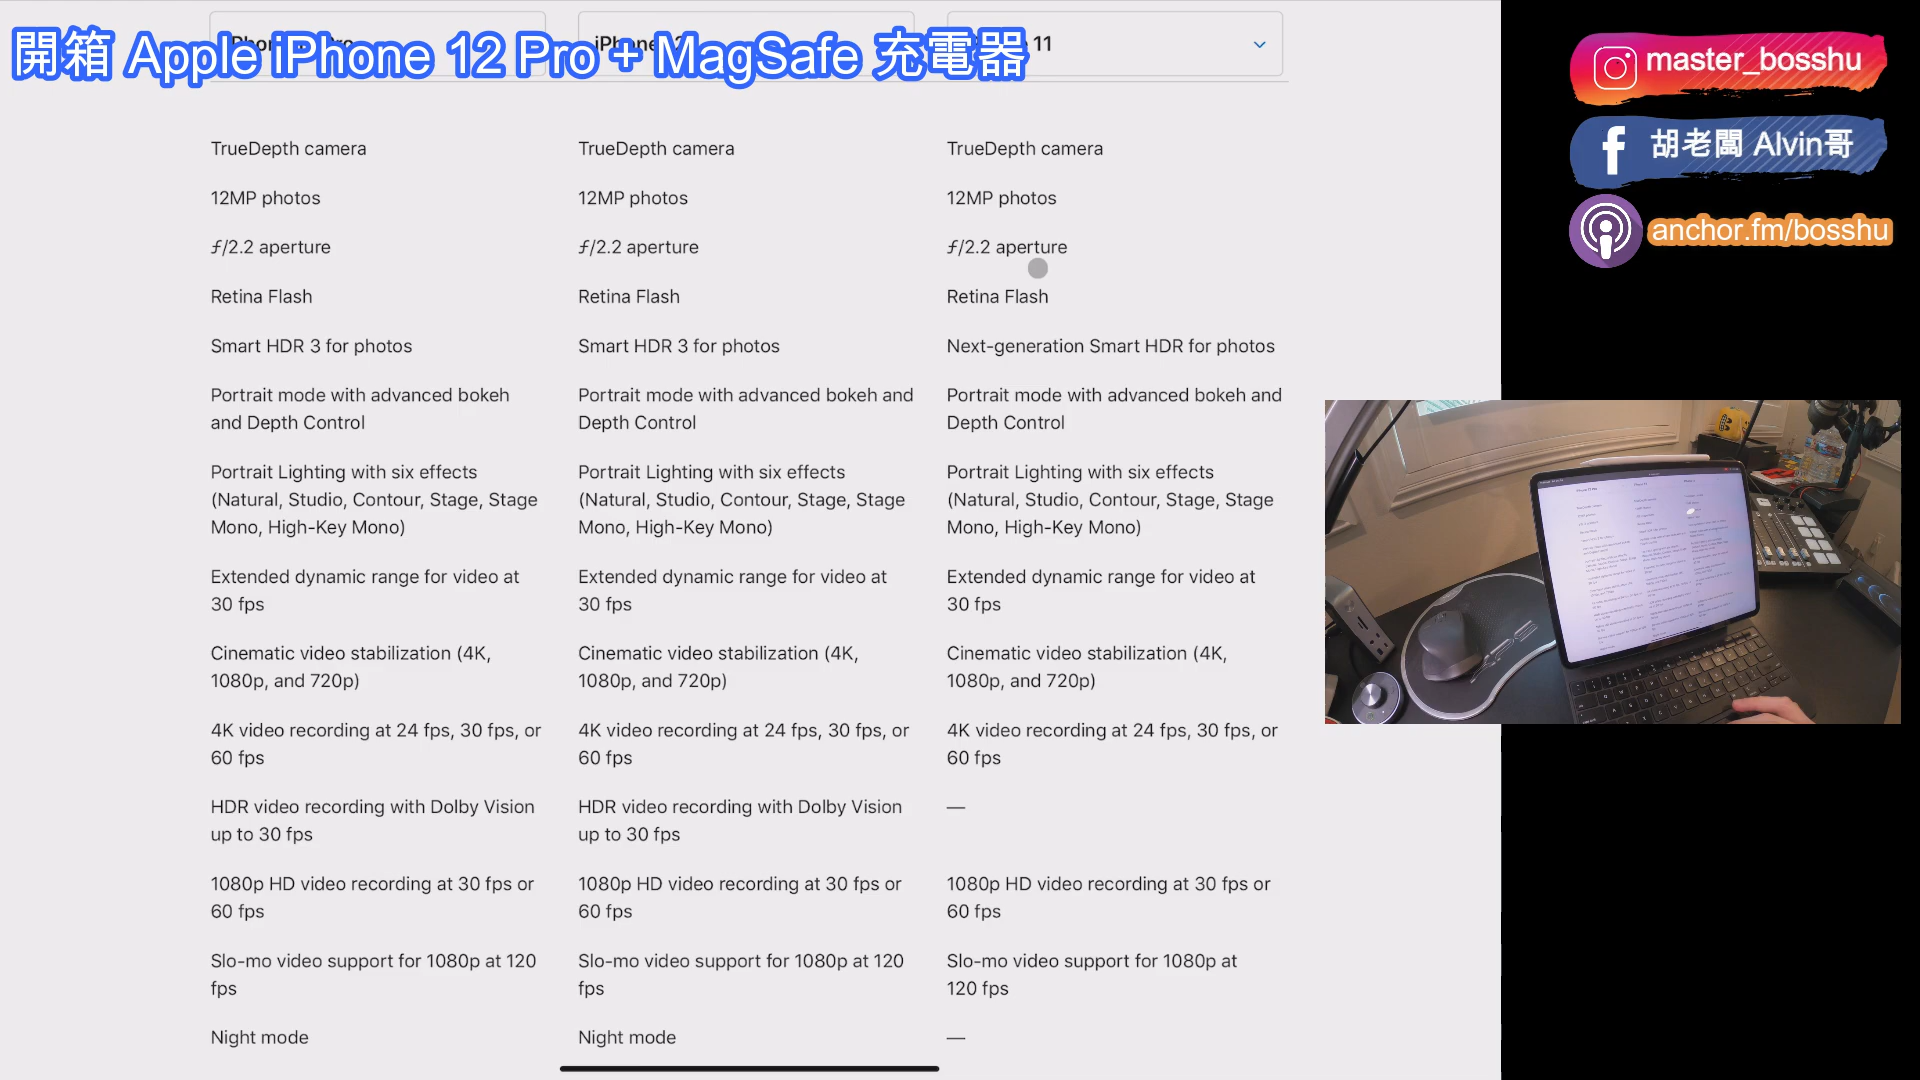 開箱 Apple iPhone 12 Pro + MagSafe 充電器
11
TrueDepth camera
12MP photos
ƒ/2.2 aperture
Retina Flash
Smart HDR 3 for photos
Portrait mode with advanced bokeh
and Depth Control
Portrait Lighting with six effects
(Natural, Studio, Contour, Stage, Stage
Mono, High-Key Mono)
Extended dynamic range for video at
30 fps
Cinematic video stabilization (4K,
1080p, and 720p)
4K video recording at 24 fps, 30 fps, or
60 fps
HDR video recording with Dolby Vision
up to 30 fps
1080p HD video recording at 30 fps or
60 fps
Slo-mo video support for 1080p at 120
fps
Night mode
TrueDepth camera
12MP photos
ƒ/2.2 aperture
Retina Flash
Smart HDR 3 for photos
Portrait mode with advanced bokeh and
Depth Control
Portrait Lighting with six effects
(Natural, Studio, Contour, Stage, Stage
Mono, High-Key Mono)
Extended dynamic range for video at
30 fps
Cinematic video stabilization (4K,
1080p, and 720p)
4K video recording at 24 fps, 30 fps, or
60 fps
HDR video recording with Dolby Vision
up to 30 fps
1080p HD video recording at 30 fps or
60 fps
Slo-mo video support for 1080p at 120
fps
Night mode
TrueDepth camera
12MP photos
ƒ/2.2 aperture
Retina Flash
Next-generation Smart HDR for photos
Portrait mode with advanced bokeh and
Depth Control
Portrait Lighting with six effects
(Natural, Studio, Contour, Stage, Stage
Mono, High-Key Mono)
Extended dynamic range for video at
30 fps
Cinematic video stabilization (4K,
1080p, and 720p)
4K video recording at 24 fps, 30 fps, or
60 fps
—
1080p HD video recording at 30 fps or
60 fps
Slo-mo video support for 1080p at
120 fps
—
master_bosshu
胡老闆 Alvin哥
anchor.fm/bosshu